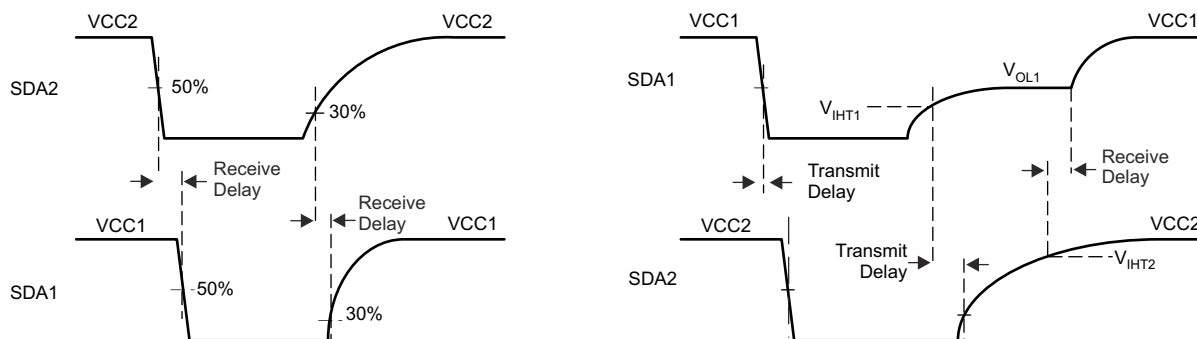 VCC2
VCC2
SDA2
50%
30%
Receive
Delay
Receive
Delay
VCC1
VCC1
SDA1
50%
30%
VCC1
VCC1
SDA1
VOL1
VIHT1
Transmit
Delay
Receive
Delay
VCC2
VCC2
Transmit
Delay
SDA2
VIHT2